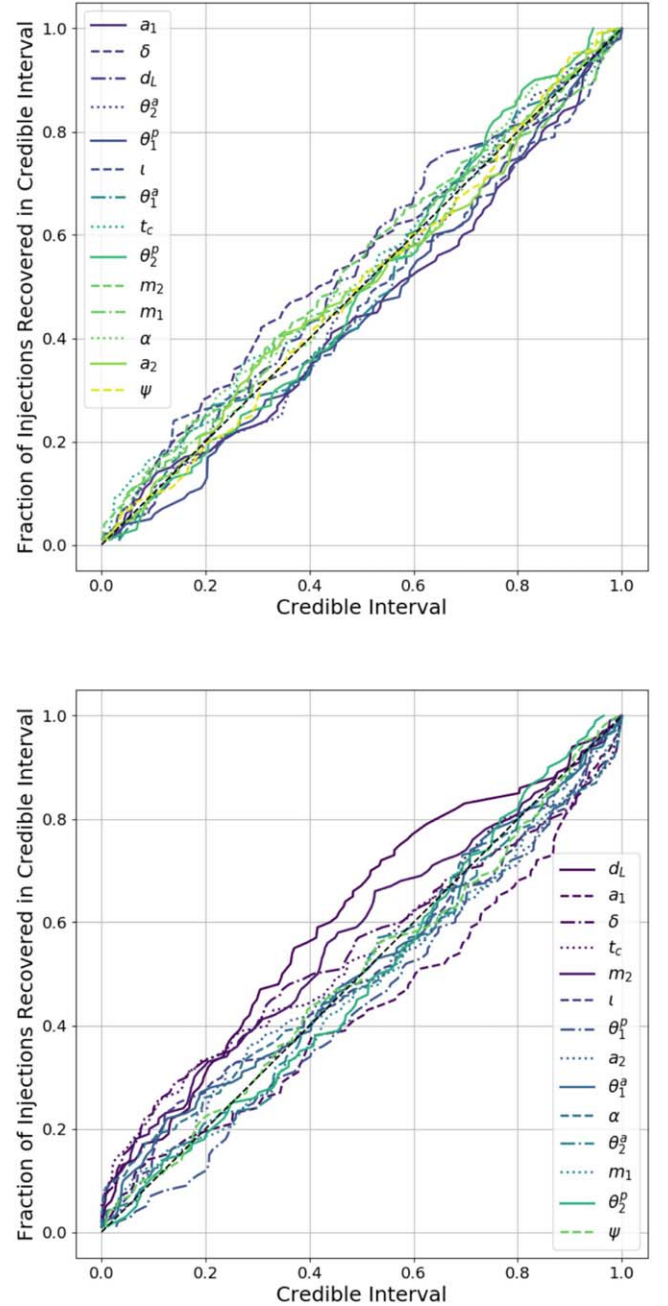 1.0
0.8
0.6
0.4
0.2
0.0
a₁
δ
d_L
θ₂ᵃ
θ₁ᵖ
ι
θ₁ᵃ
t_c
θ₂ᵖ
m₂
m₁
α
a₂
ψ
Fraction of Injections Recovered in Credible Interval
0.0 0.2 0.4 0.6 0.8 1.0
Credible Interval
1.0
0.8
0.6
0.4
0.2
0.0
Fraction of Injections Recovered in Credible Interval
d_L
a₁
δ
t_c
m₂
ι
θ₁ᵖ
a₂
θ₁ᵃ
α
θ₂ᵃ
m₁
θ₂ᵖ
ψ
0.0 0.2 0.4 0.6 0.8 1.0
Credible Interval